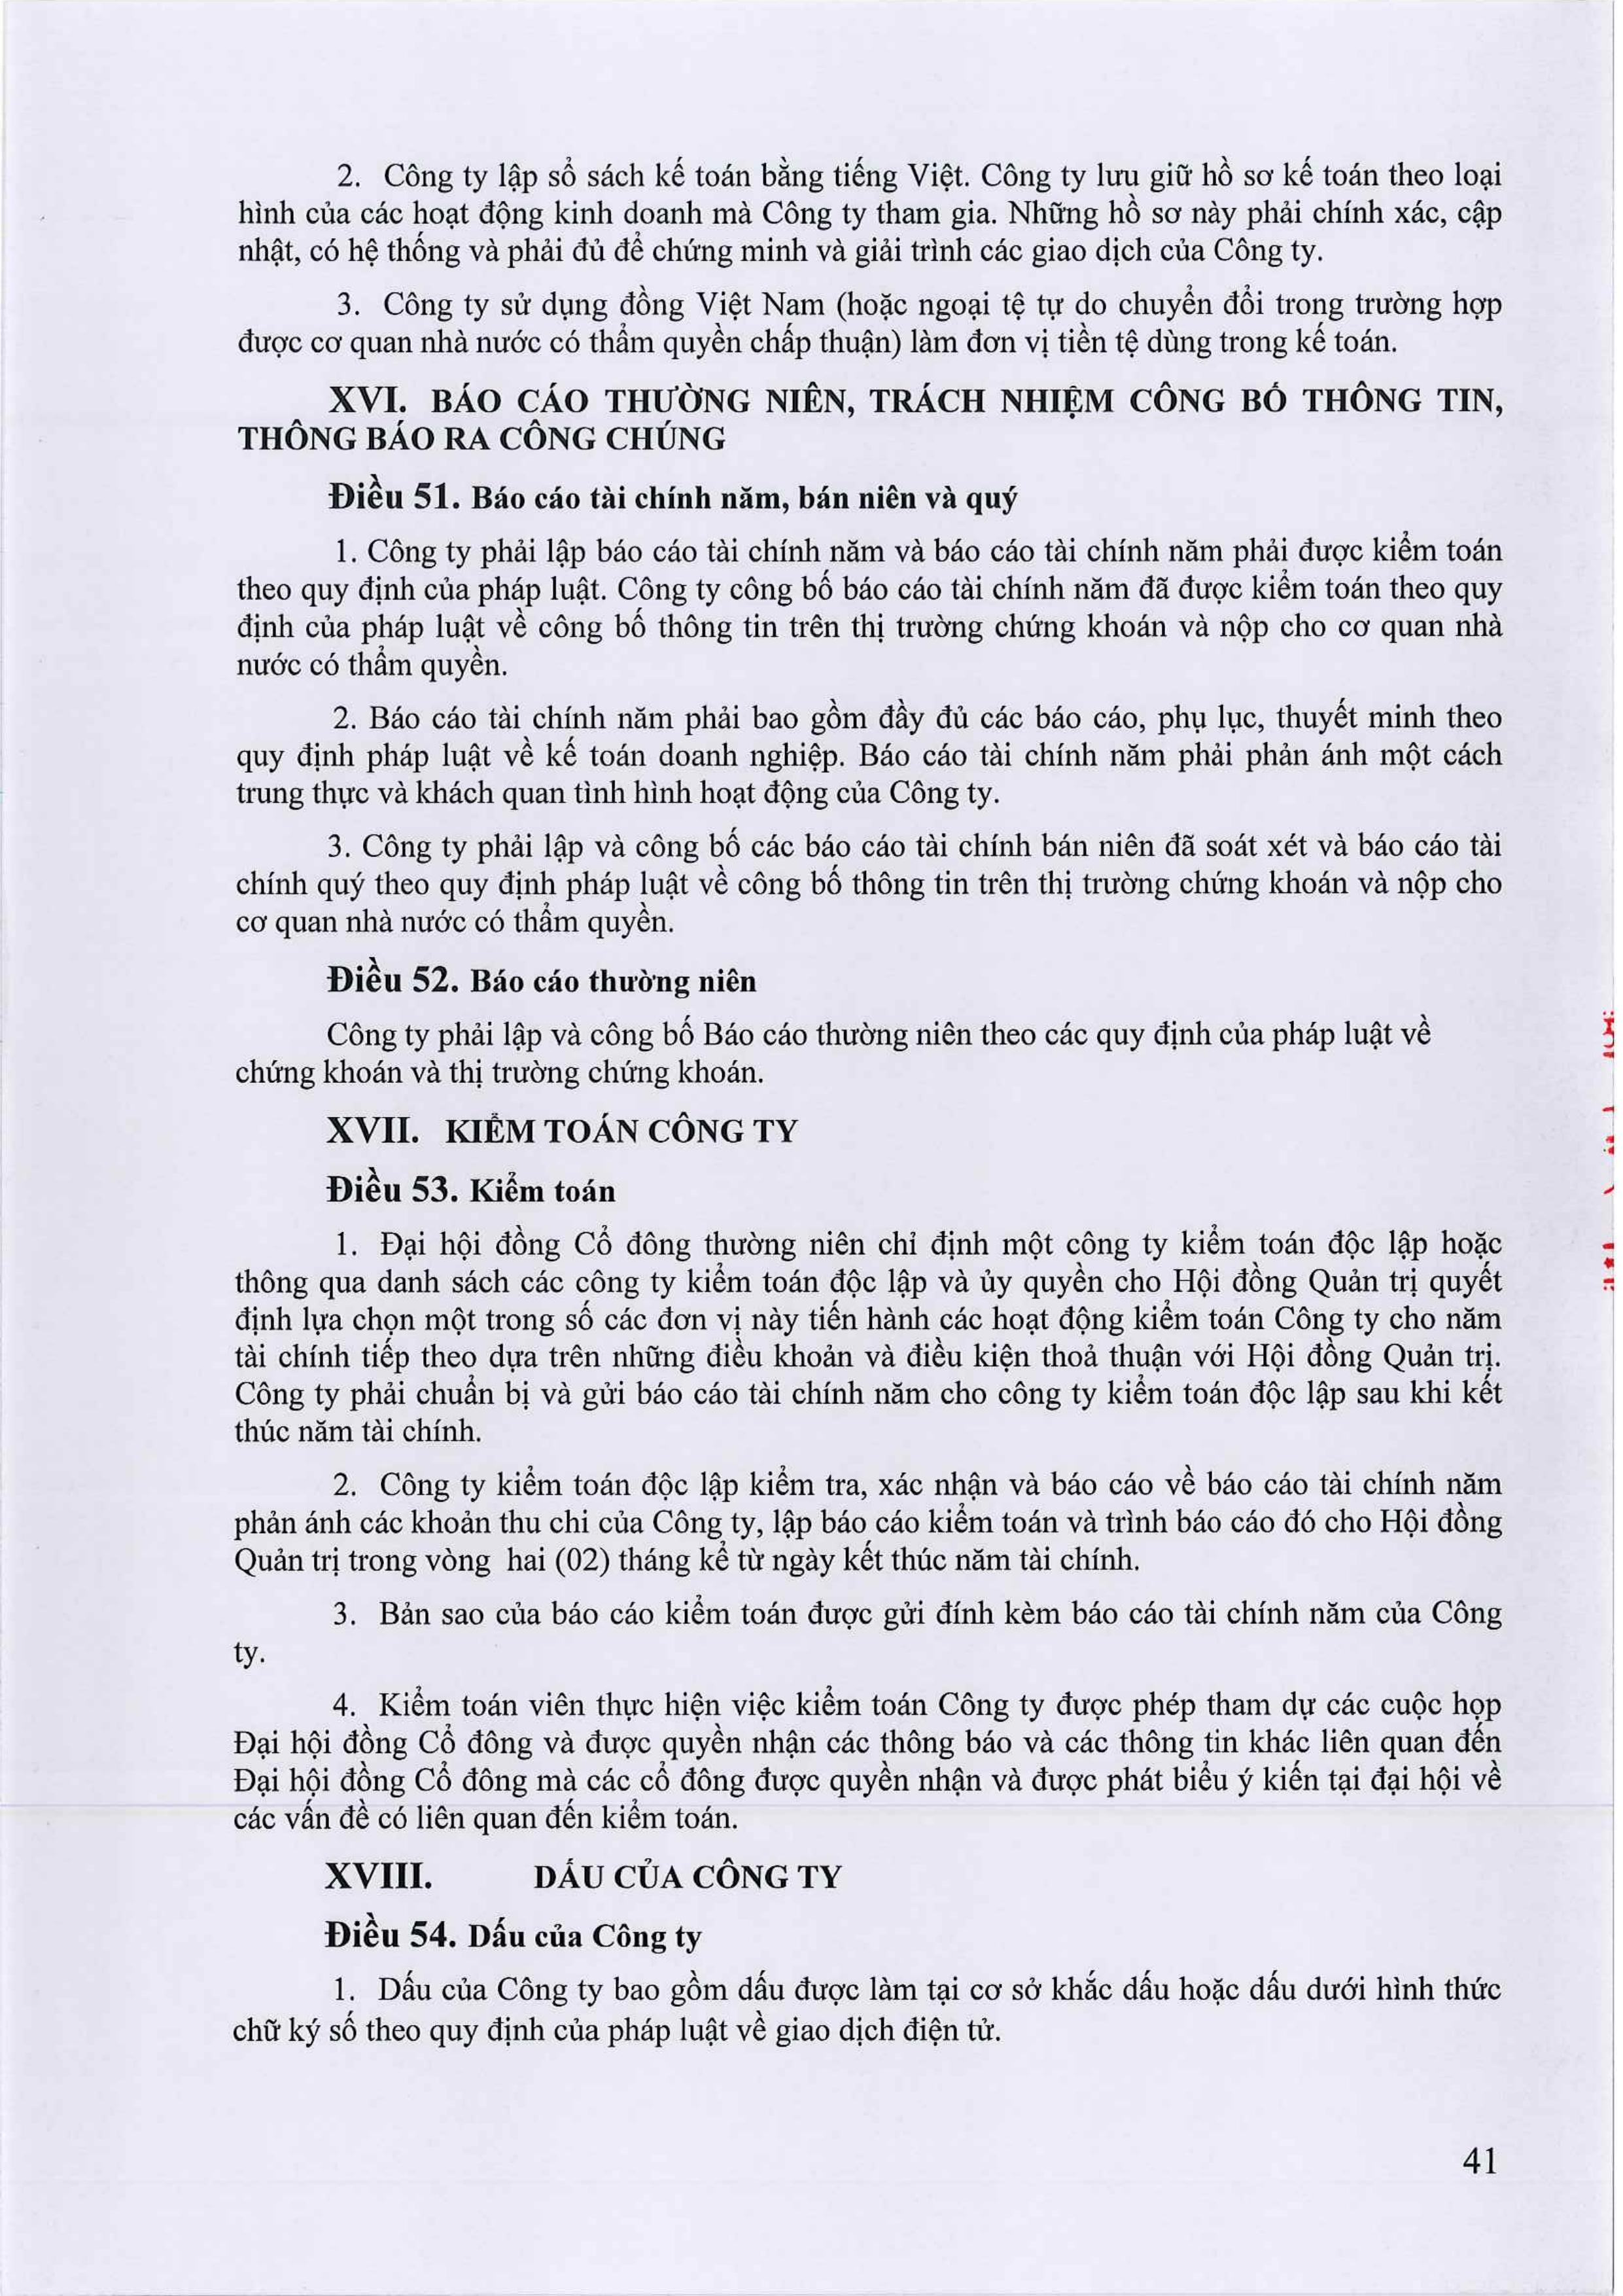 2. Công ty lập sổ sách kế toán bằng tiếng Việt. Công ty lưu giữ hồ sơ kế toán theo loại
hình của các hoạt động kinh doanh mà Công ty tham gia. Những hồ sơ này phải chính xác, cập
nhật, có hệ thống và phải đủ để chứng minh và giải trình các giao dịch của Công ty.
3. Công ty sử dụng đồng Việt Nam (hoặc ngoại tệ tự do chuyển đổi trong trường hợp
được cơ quan nhà nước có thẩm quyền chấp thuận) làm đơn vị tiền tệ dùng trong kế toán.
XVI. BÁO CÁO THƯỜNG NIÊN, TRÁCH NHIỆM CÔNG BỐ THÔNG TIN,
THÔNG BÁO RA CÔNG CHÚNG
Điều 51. Báo cáo tài chính năm, bán niên và quý
1. Công ty phải lập báo cáo tài chính năm và báo cáo tài chính năm phải được kiểm toán
theo quy định của pháp luật. Công ty công bố báo cáo tài chính năm đã được kiểm toán theo quy
định của pháp luật về công bố thông tin trên thị trường chứng khoán và nộp cho cơ quan nhà
nước có thẩm quyền.
2. Báo cáo tài chính năm phải bao gồm đầy đủ các báo cáo, phụ lục, thuyết minh theo
quy định pháp luật về kế toán doanh nghiệp. Báo cáo tài chính năm phải phản ánh một cách
trung thực và khách quan tình hình hoạt động của Công ty.
3. Công ty phải lập và công bố các báo cáo tài chính bán niên đã soát xét và báo cáo tài
chính quý theo quy định pháp luật về công bố thông tin trên thị trường chứng khoán và nộp cho
cơ quan nhà nước có thẩm quyền.
Điều 52. Báo cáo thường niên
Công ty phải lập và công bố Báo cáo thường niên theo các quy định của pháp luật về
chứng khoán và thị trường chứng khoán.
XVII. KIỂM TOÁN CÔNG TY
Điều 53. Kiểm toán
1. Đại hội đồng Cổ đông thường niên chỉ định một công ty kiểm toán độc lập hoặc
thông qua danh sách các công ty kiểm toán độc lập và ủy quyền cho Hội đồng Quản trị quyết
định lựa chọn một trong số các đơn vị này tiến hành các hoạt động kiểm toán Công ty cho năm
tài chính tiếp theo dựa trên những điều khoản và điều kiện thoả thuận với Hội đồng Quản trị.
Công ty phải chuẩn bị và gửi báo cáo tài chính năm cho công ty kiểm toán độc lập sau khi kết
thúc năm tài chính.
2. Công ty kiểm toán độc lập kiểm tra, xác nhận và báo cáo về báo cáo tài chính năm
phản ánh các khoản thu chi của Công ty, lập báo cáo kiểm toán và trình báo cáo đó cho Hội đồng
Quản trị trong vòng hai (02) tháng kể từ ngày kết thúc năm tài chính.
3. Bản sao của báo cáo kiểm toán được gửi đính kèm báo cáo tài chính năm của Công
ty.
4. Kiểm toán viên thực hiện việc kiểm toán Công ty được phép tham dự các cuộc họp
Đại hội đồng Cổ đông và được quyền nhận các thông báo và các thông tin khác liên quan đến
Đại hội đồng Cổ đông mà các cổ đông được quyền nhận và được phát biểu ý kiến tại đại hội về
các vấn đề có liên quan đến kiểm toán.
XVIII. DẤU CỦA CÔNG TY
Điều 54. Dấu của Công ty
1. Dấu của Công ty bao gồm dấu được làm tại cơ sở khắc dấu hoặc dấu dưới hình thức
chữ ký số theo quy định của pháp luật về giao dịch điện tử.
41